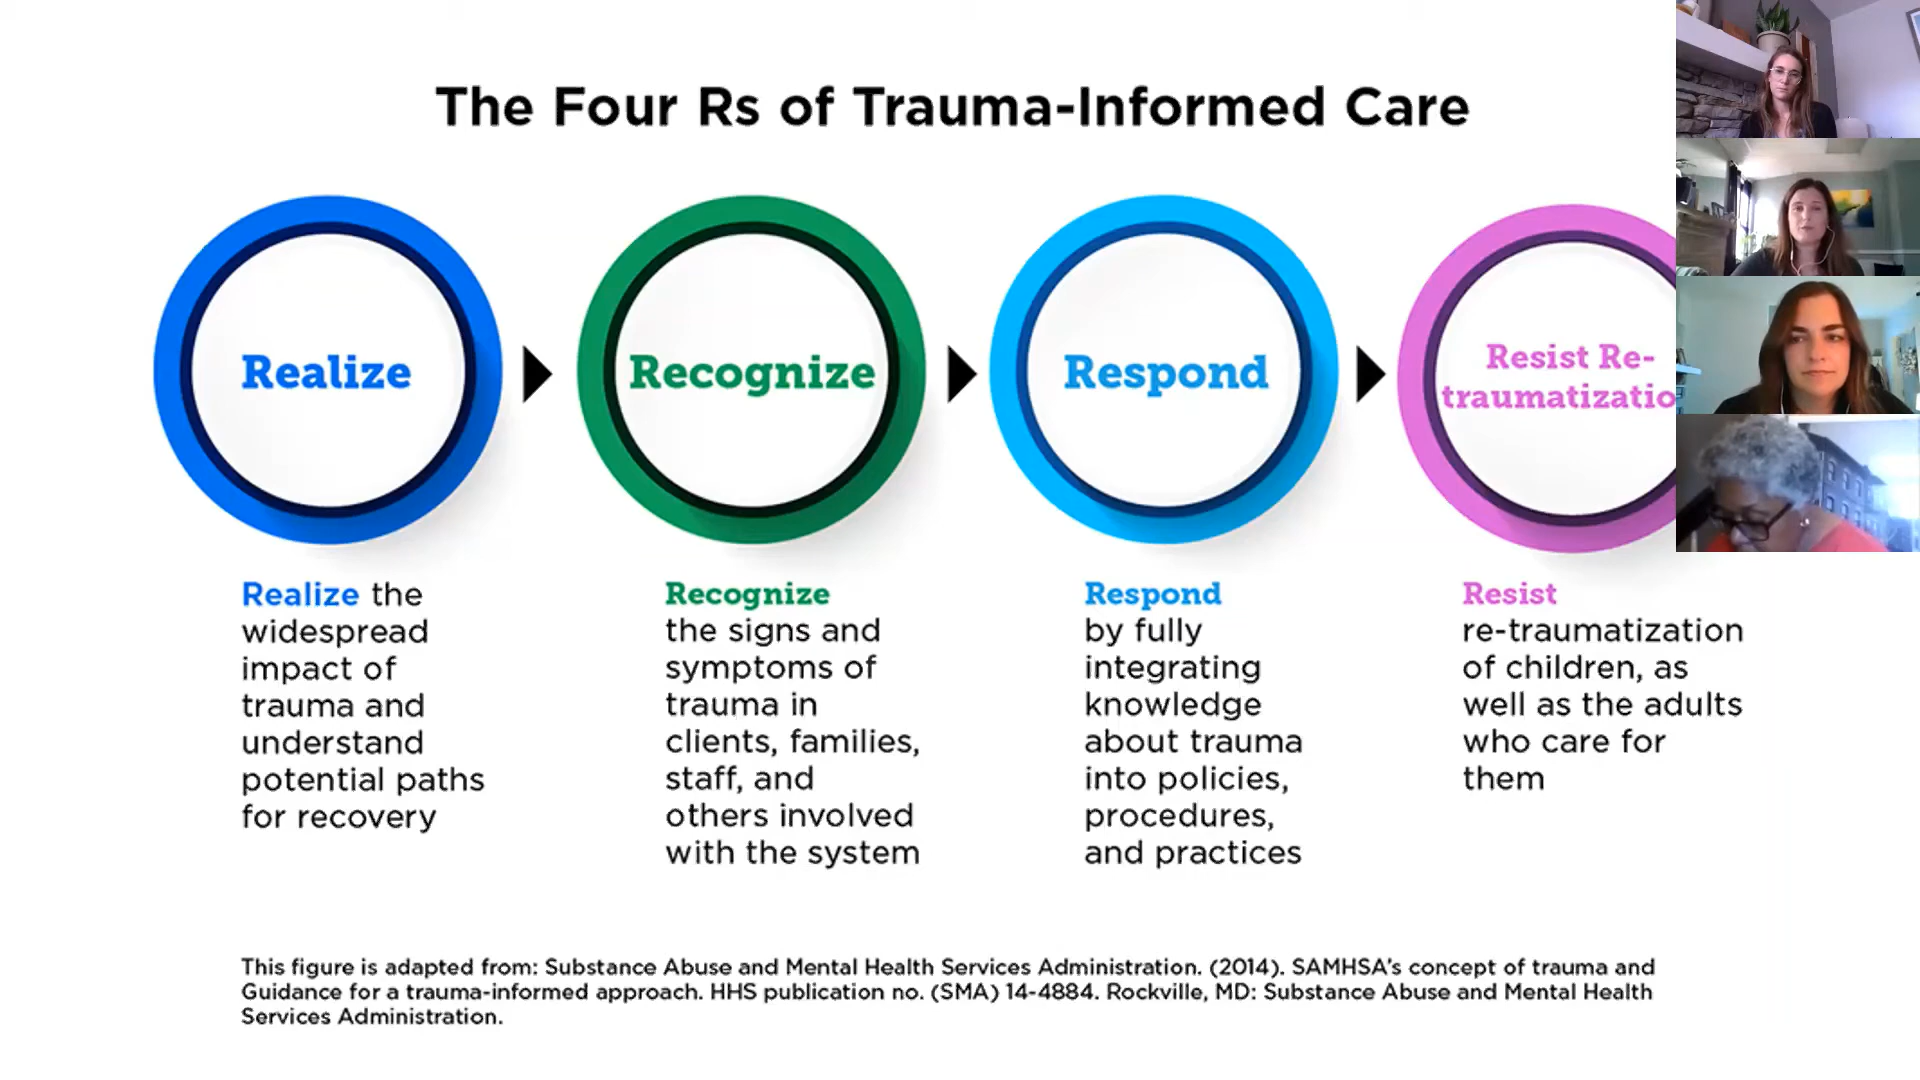 The Four Rs of Trauma-Informed Care
Realize
Recognize
Respond
Resist Re-
traumatizatio
Realize the
widespread
impact of
trauma and
understand
potential paths
for recovery
Recognize
the signs and
symptoms of
trauma in
clients, families,
staff, and
others involved
with the system
Respond
by fully
integrating
knowledge
about trauma
into policies,
procedures,
and practices
Resist
re-traumatization
of children, as
well as the adults
who care for
them
This figure is adapted from: Substance Abuse and Mental Health Services Administration. (2014). SAMHSA's concept of trauma and
Guidance for a trauma-informed approach. HHS publication no. (SMA) 14-4884. Rockville, MD: Substance Abuse and Mental Health
Services Administration.